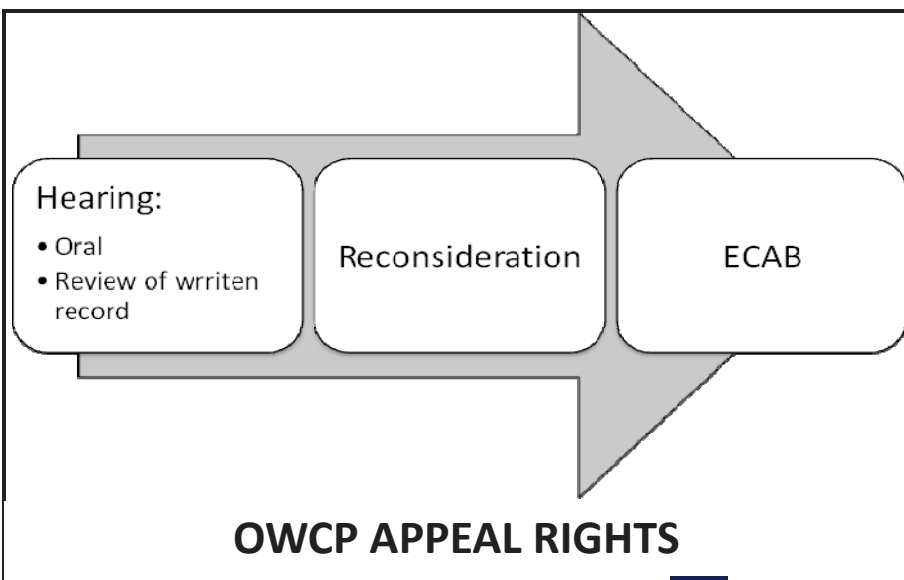 Hearing:
• Oral
• Review of wrriten
record
Reconsideration
ECAB
OWCP APPEAL RIGHTS